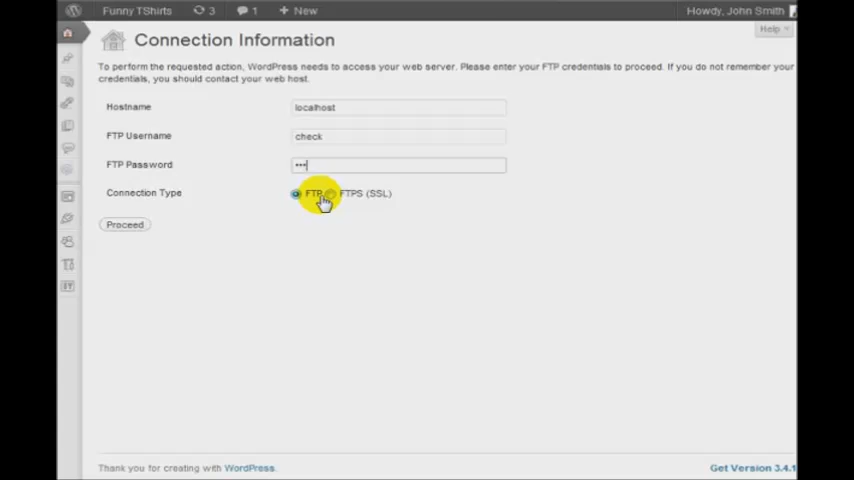 Funny TShirts 3 1 + New Howdy, John Smith
Help
Connection Information
To perform the requested action, WordPress needs to access your web server. Please enter your FTP credentials to proceed. If you do not remember your
credentials, you should contact your web host.
Hostname localhost
FTP Username check
FTP Password •••
Connection Type FTP FTPS (SSL)
Proceed
Thank you for creating with WordPress. Get Version 3.4.1